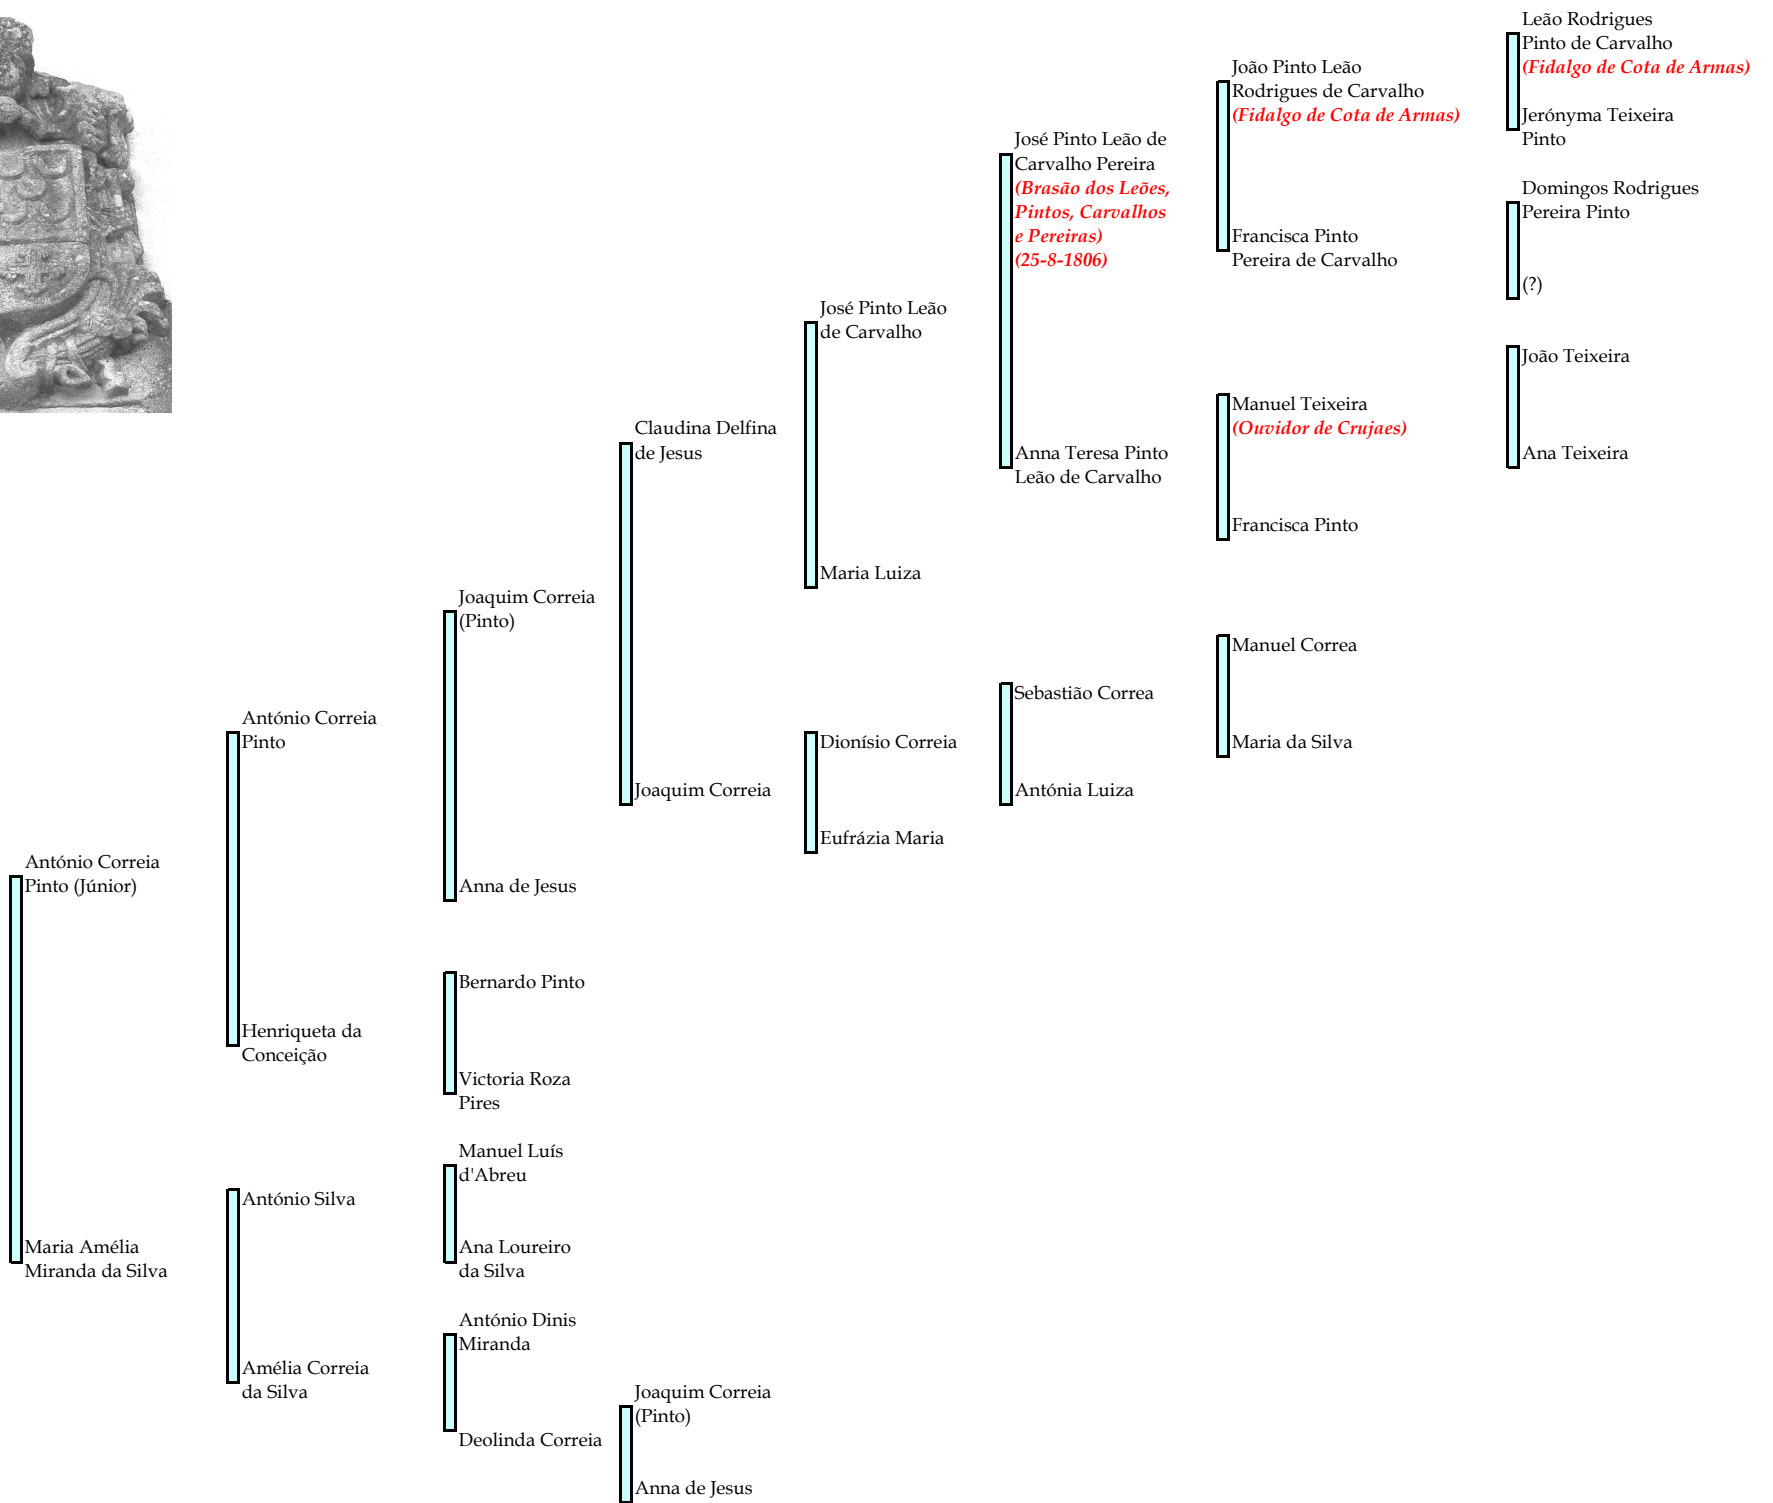 Leão Rodrigues
Pinto de Carvalho
(Fidalgo de Cota de Armas)
Jerónyma Teixeira
Pinto
Domingos Rodrigues
Pereira Pinto
(?)
João Teixeira
Ana Teixeira
João Pinto Leão
Rodrigues de Carvalho
(Fidalgo de Cota de Armas)
Francisca Pinto
Pereira de Carvalho
Manuel Teixeira
(Ouvidor de Crujaes)
Francisca Pinto
Manuel Correa
Maria da Silva
José Pinto Leão de
Carvalho Pereira
(Brasão dos Leões,
Pintos, Carvalhos
e Pereiras)
(25-8-1806)
Anna Teresa Pinto
Leão de Carvalho
Sebastião Correa
Antónia Luiza
José Pinto Leão
de Carvalho
Maria Luiza
Dionísio Correia
Eufrázia Maria
Claudina Delfina
de Jesus
Joaquim Correia
Joaquim Correia
(Pinto)
Anna de Jesus
Joaquim Correia
(Pinto)
Anna de Jesus
Bernardo Pinto
Victoria Roza
Pires
Manuel Luís
d'Abreu
Ana Loureiro
da Silva
António Dinis
Miranda
Deolinda Correia
António Correia
Pinto
Henriqueta da
Conceição
António Silva
Amélia Correia
da Silva
António Correia
Pinto (Júnior)
Maria Amélia
Miranda da Silva